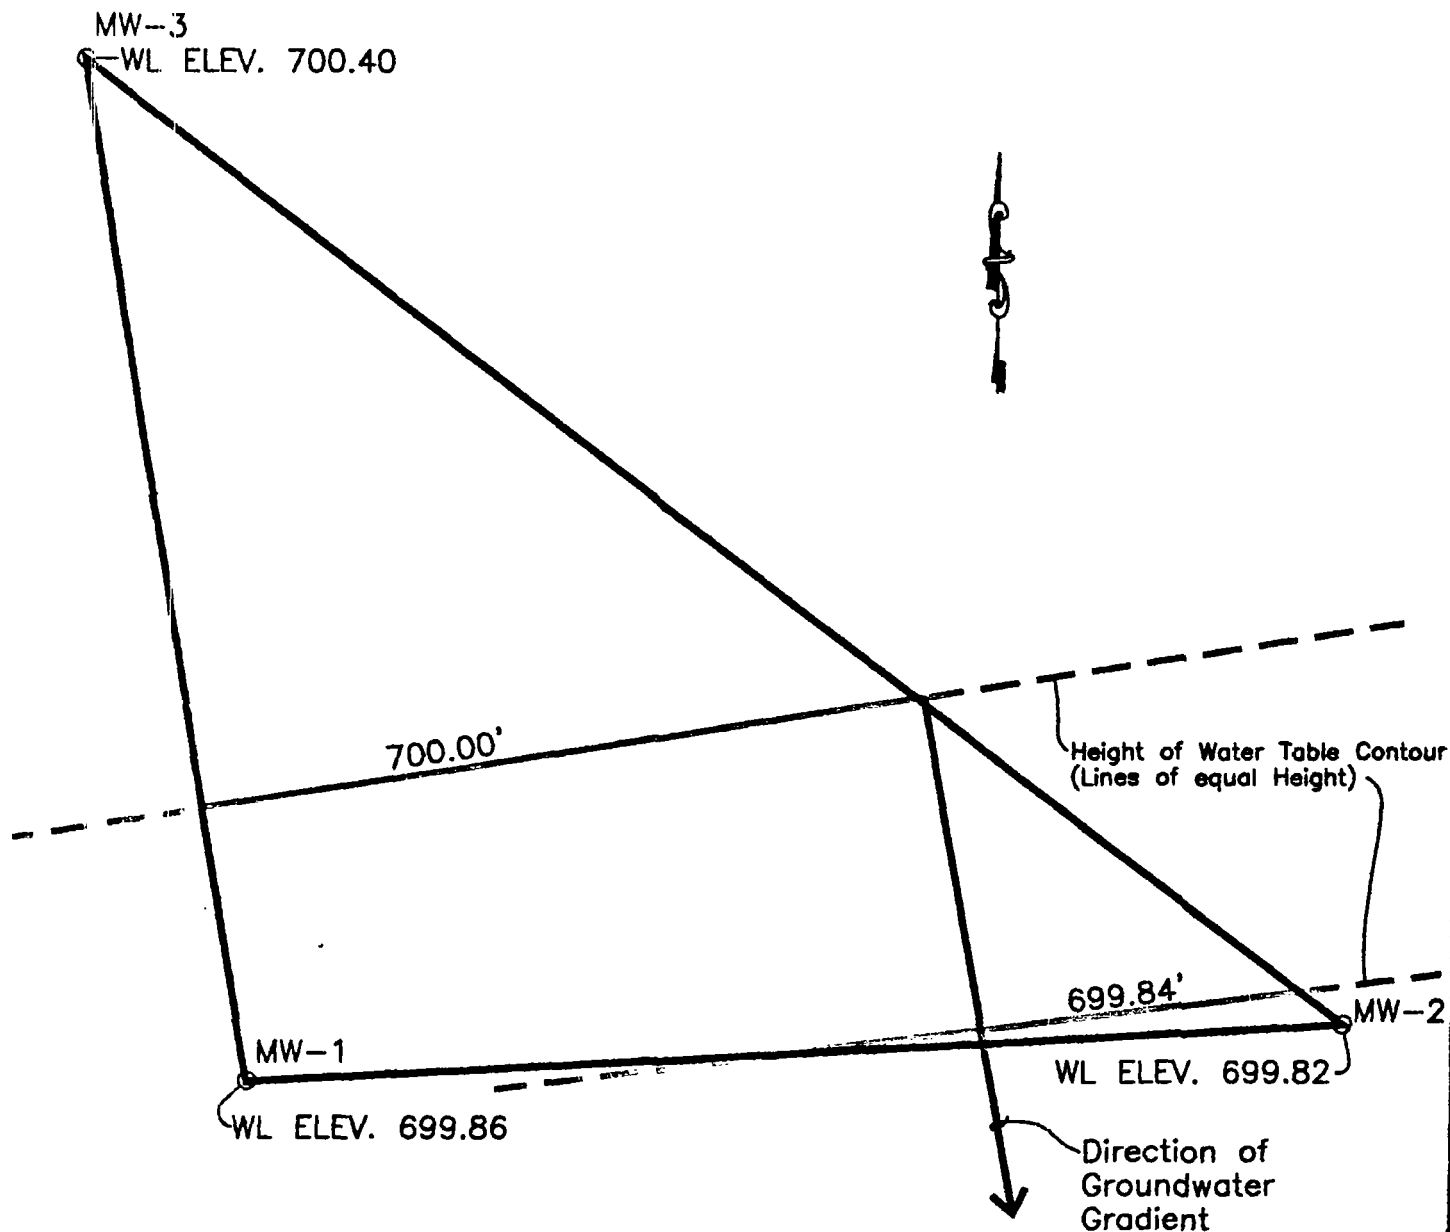 MW-3
WL ELEV. 700.40
700.00'
Height of Water Table Contour
(Lines of equal Height)
699.84'
MW-2
MW-1
WL ELEV. 699.82
WL ELEV. 699.86
Direction of
Groundwater
Gradient